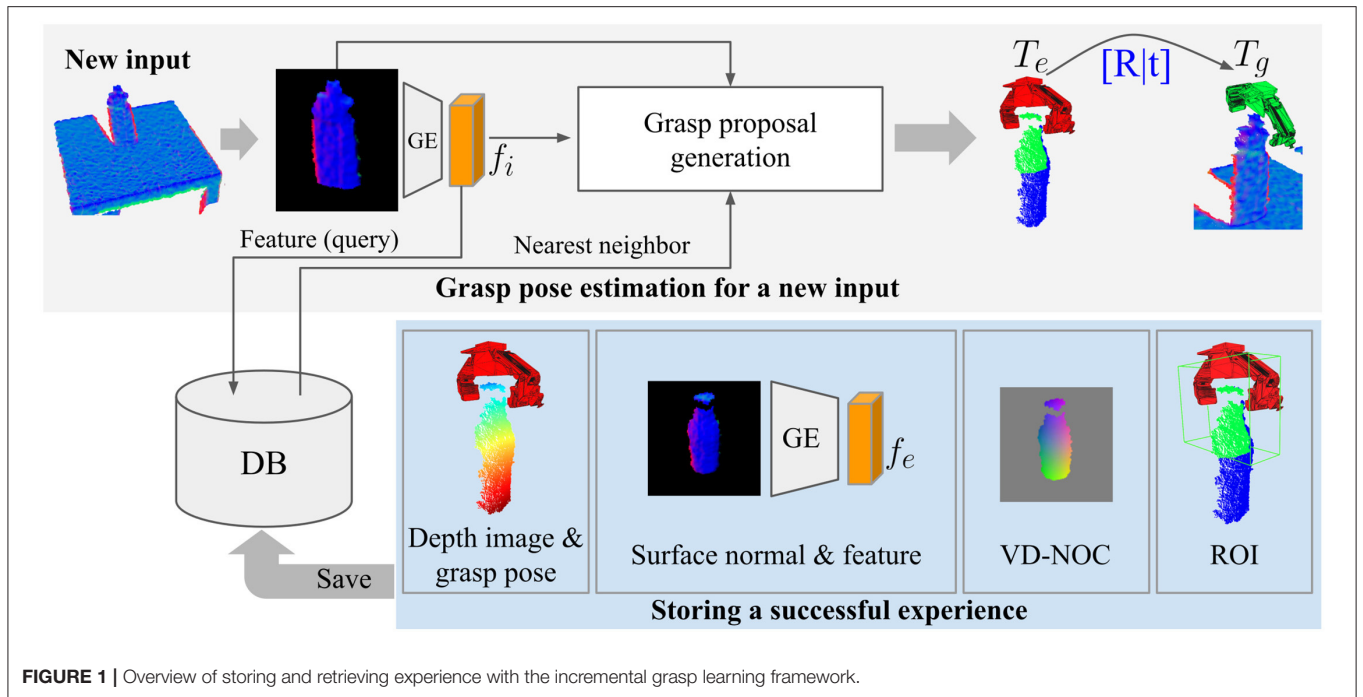 New input
GE
f_i
Grasp proposal
generation
T_e
[R|t]
T_g
Feature (query)
Nearest neighbor
Grasp pose estimation for a new input
DB
Save
GE
f_e
Depth image &
grasp pose
Surface normal & feature
VD-NOC
ROI
Storing a successful experience
FIGURE 1 | Overview of storing and retrieving experience with the incremental grasp learning framework.